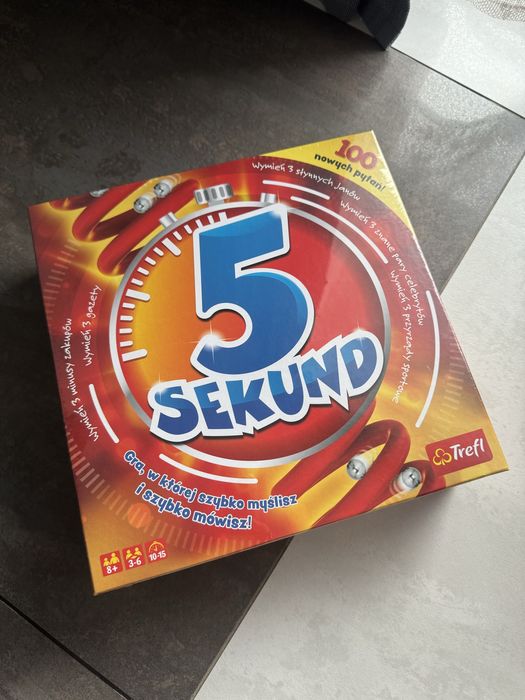 100
nowych pytań!
Wymień 3 słynnych Janów
Wymień 3 znane pary celebrytów
Wymień 3 przyrządy sportowe
Wymień 3 gazety
Wymień 3 minusy zakupów
5
SEKUND
Gra, w której szybko myślisz
i szybko mówisz!
Trefl
8+
3-6
10-15